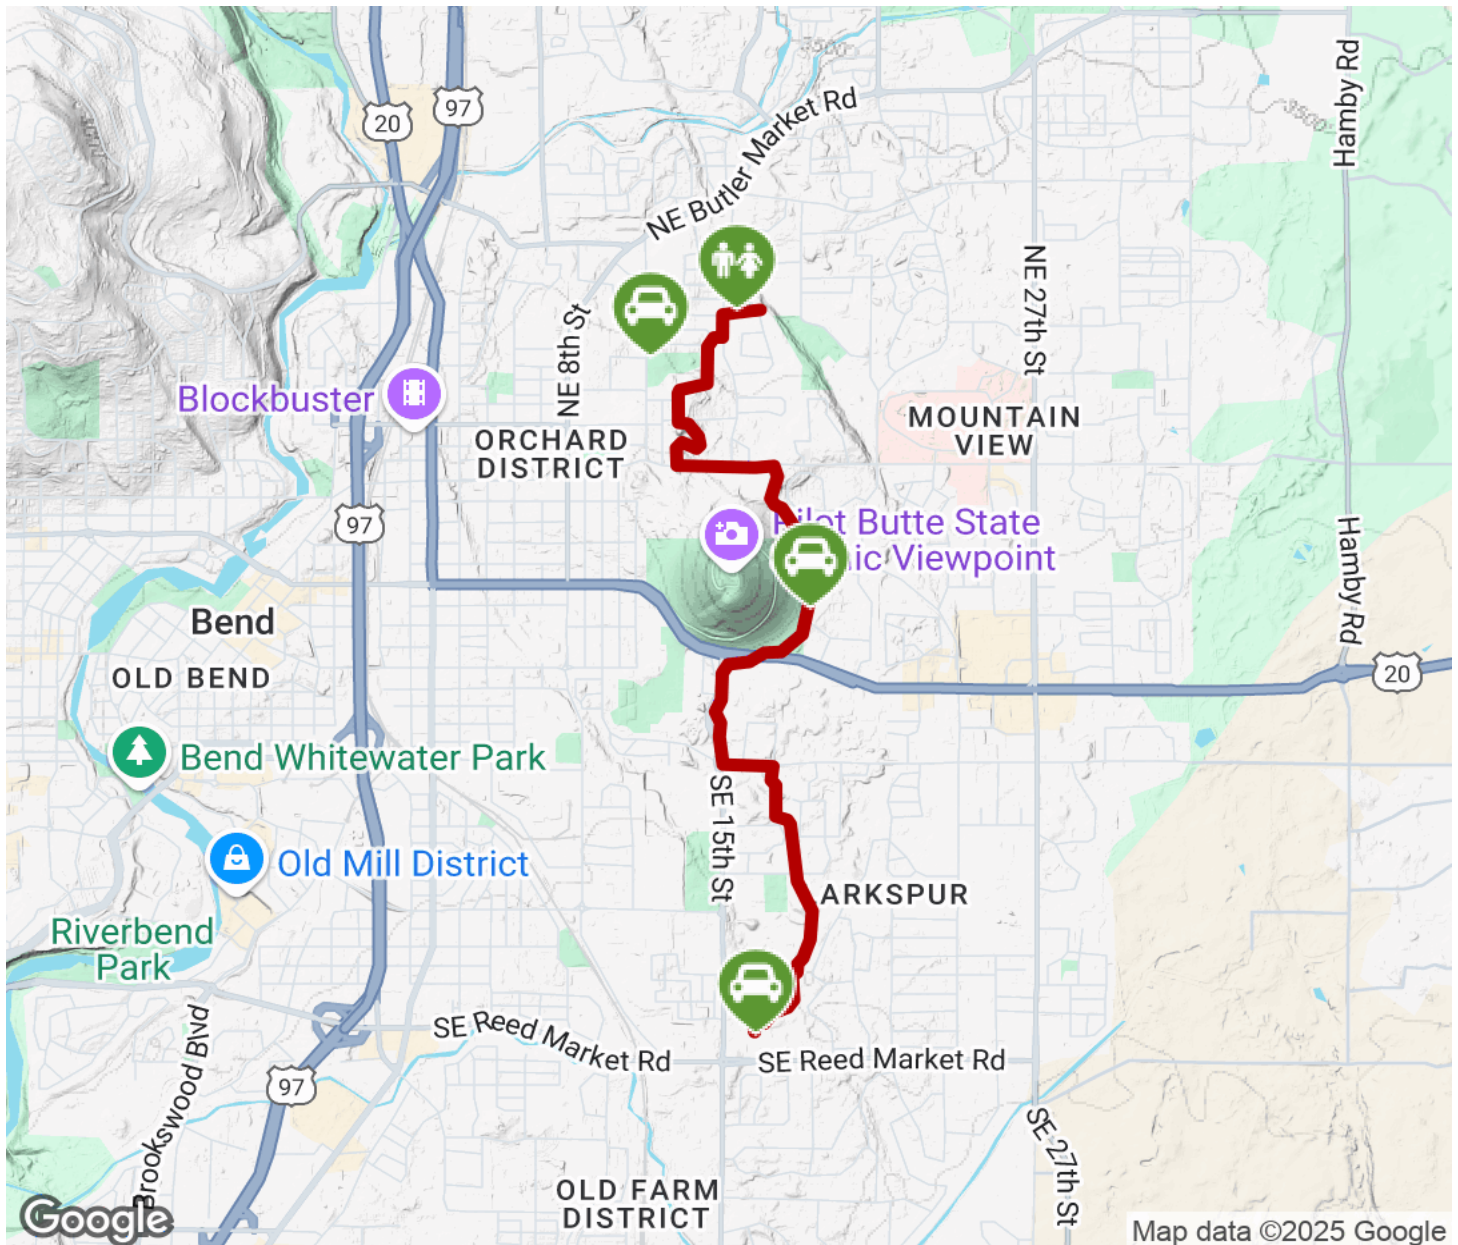 3500
Hamby Rd
97
20
NE Butler Market Rd
NE 27th St
NE 8th St
Blockbuster
MOUNTAIN
VIEW
ORCHARD
DISTRICT
97
Pilot Butte State
nic Viewpoint
Hamby Rd
Bend
OLD BEND
20
Bend Whitewater Park
SE 15th St
Old Mill District
ARKSPUR
Riverbend
Park
Brookswood Blvd
SE Reed Market Rd
SE Reed Market Rd
97
SE 27th St
OLD FARM
DISTRICT
Google
Map data ©2025 Google